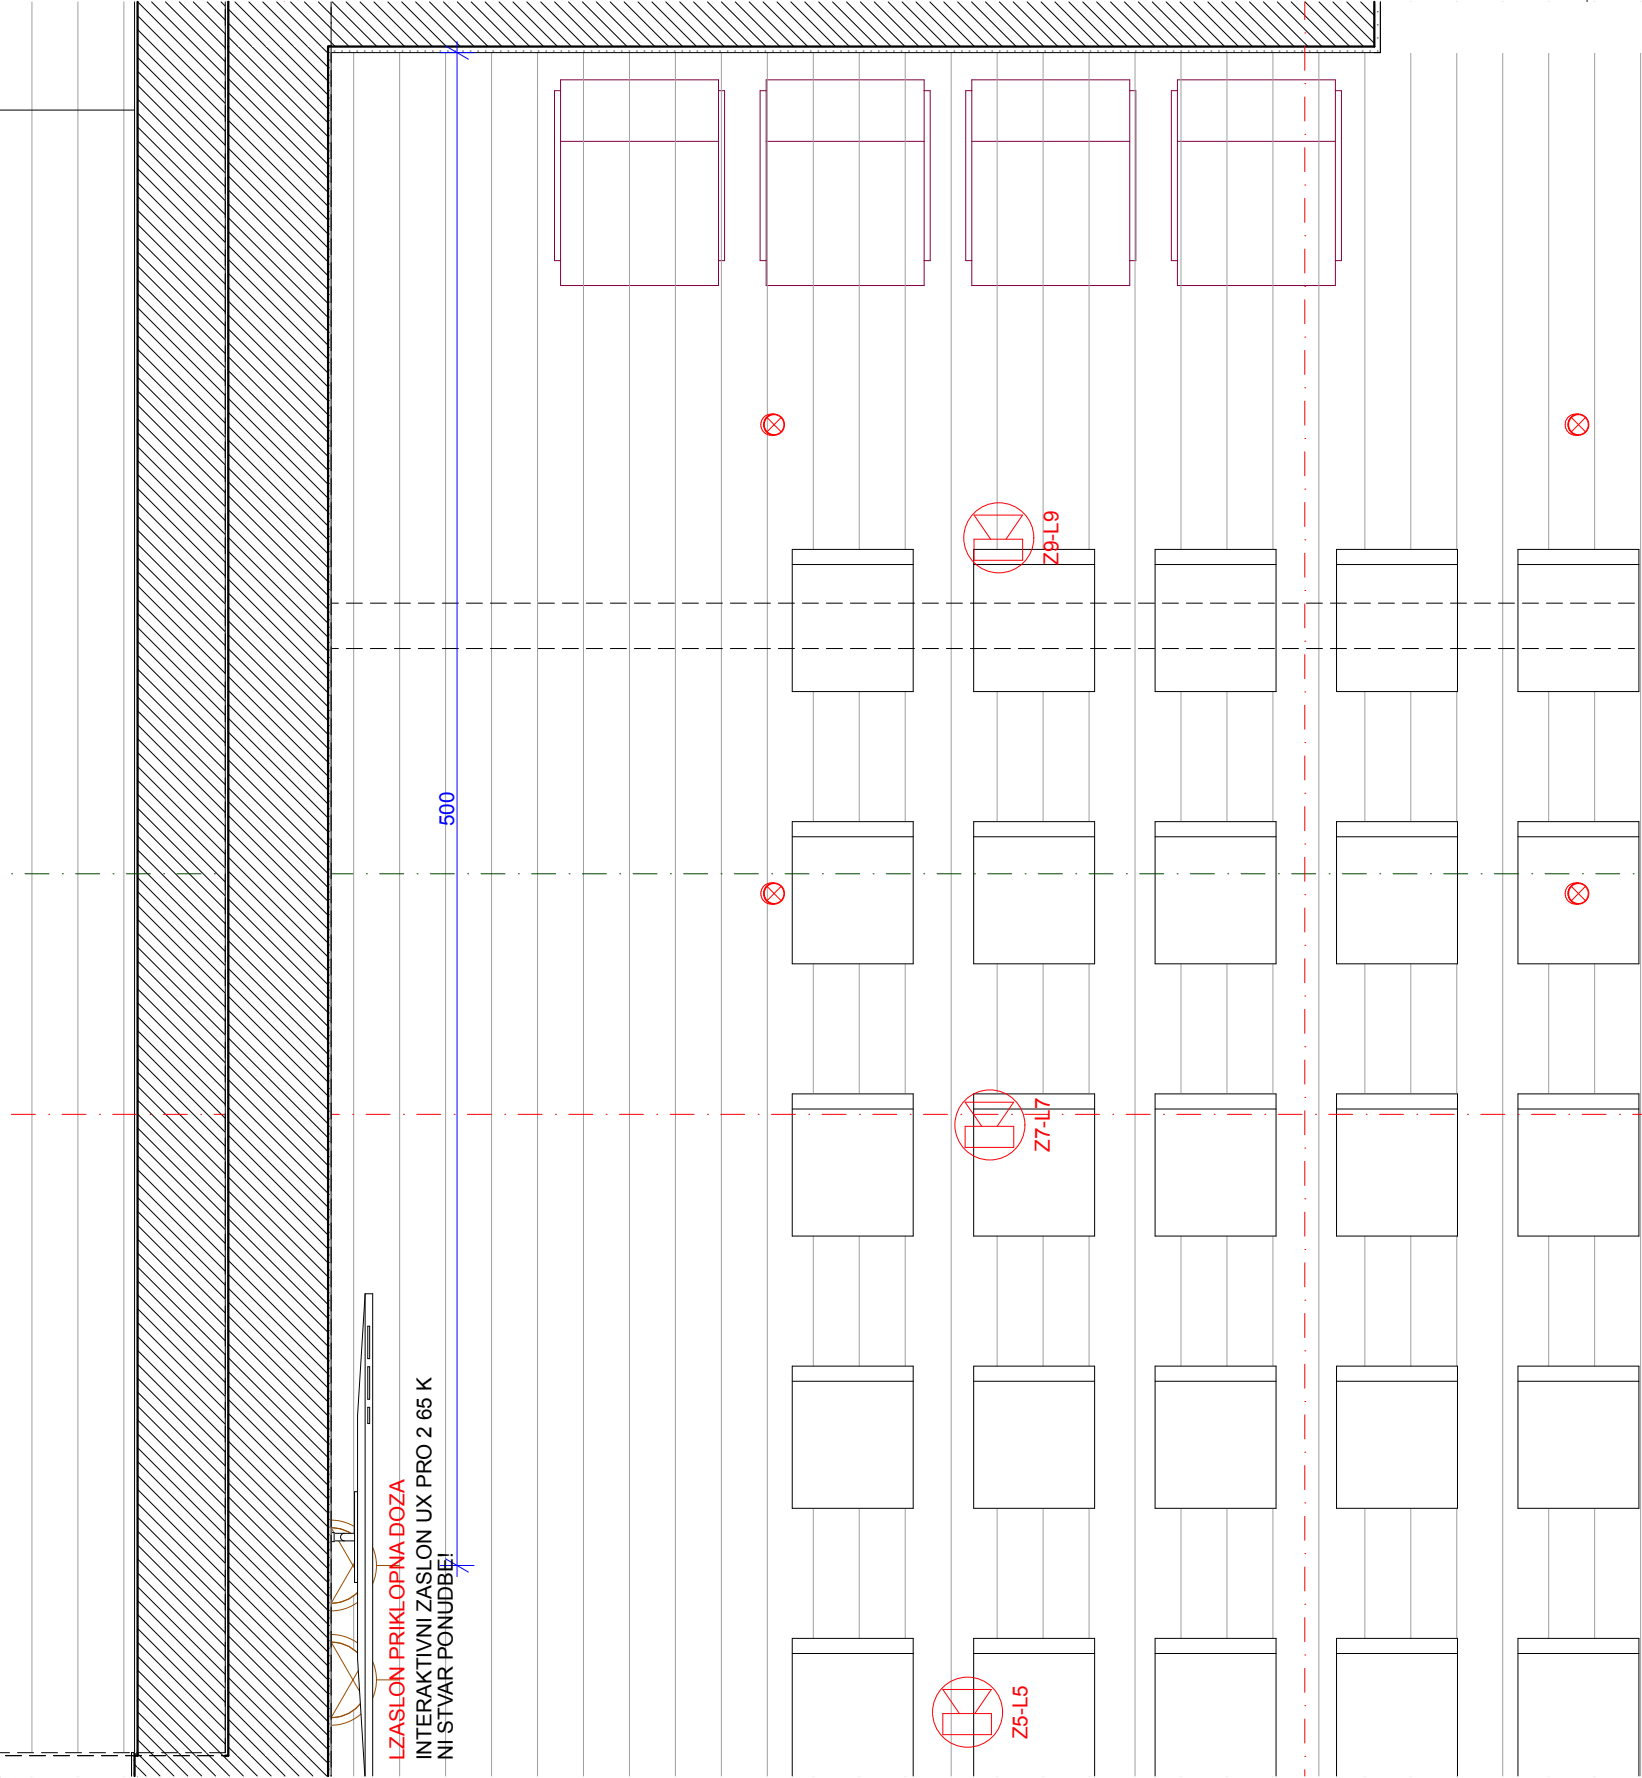 Z9-L9
500
Z7-L7
LZASLON PRIKLOPNA DOZA
INTERAKTIVNI ZASLON UX PRO 2 65 K
NI STVAR PONUDBE!
Z5-L5